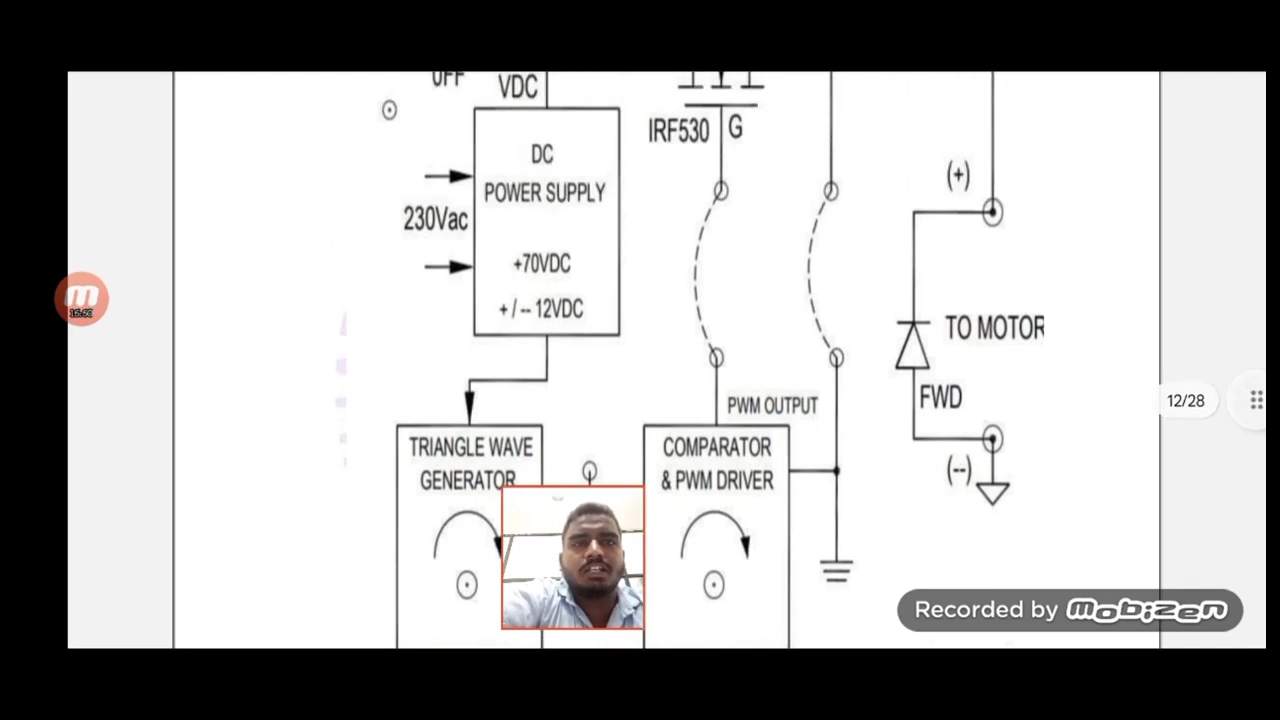 OFF
VDC
IRF530
G
DC
POWER SUPPLY
(+)
230Vac
+70VDC
+ / -- 12VDC
TO MOTOR
FWD
PWM OUTPUT
12/28
TRIANGLE WAVE
GENERATOR
COMPARATOR
& PWM DRIVER
(--)
Recorded by mobizen